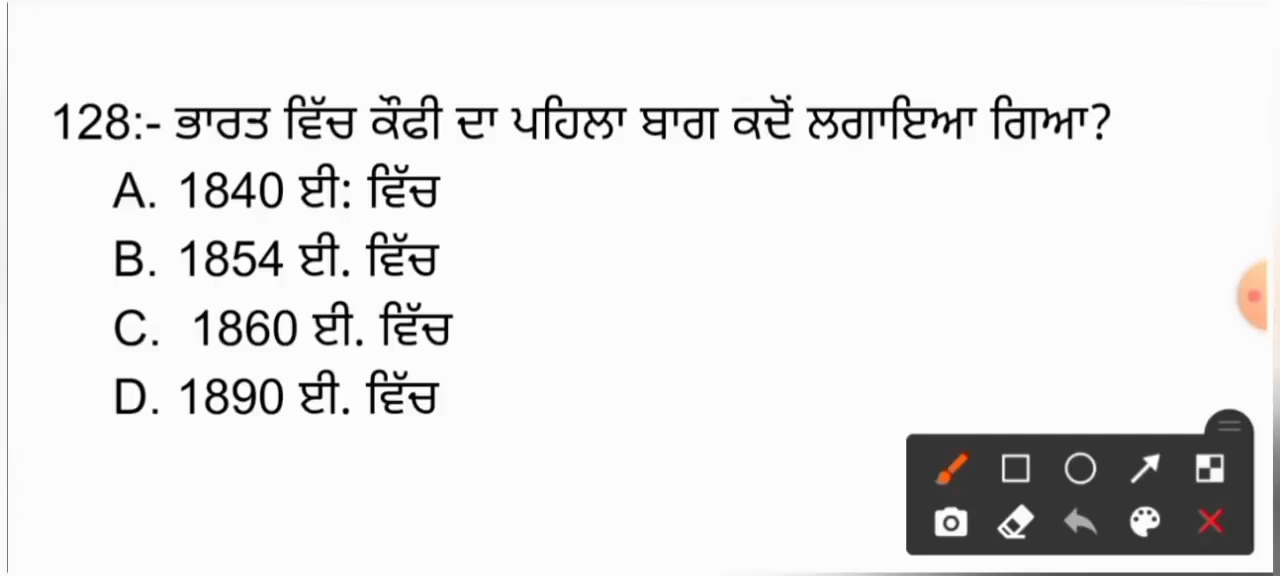 128:- ਭਾਰਤ ਵਿੱਚ ਕੌਫੀ ਦਾ ਪਹਿਲਾ ਬਾਗ ਕਦੋਂ ਲਗਾਇਆ ਗਿਆ?
A. 1840 ਈ: ਵਿੱਚ
B. 1854 ਈ. ਵਿੱਚ
C. 1860 ਈ. ਵਿੱਚ
D. 1890 ਈ. ਵਿੱਚ